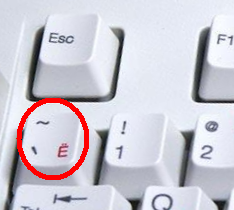 Esc F1
~ ! @
` Ё 1 2
Q